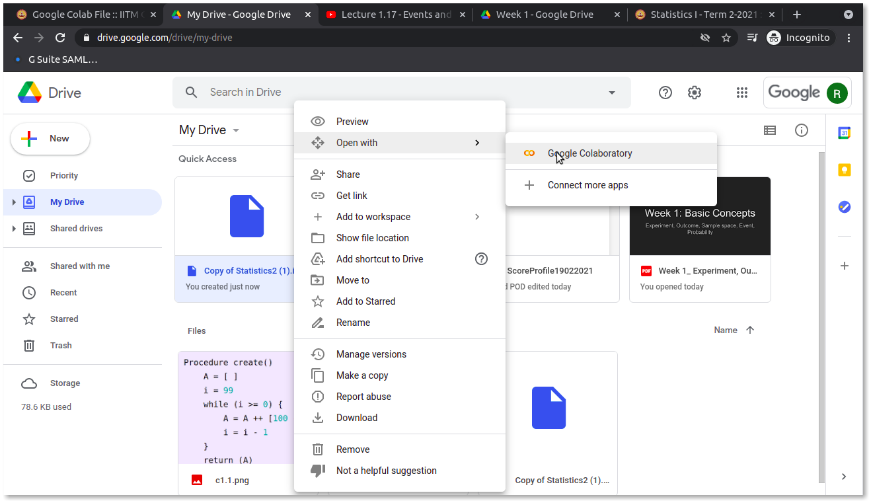 Google Colab File :: IITM
My Drive - Google Drive
Lecture 1.17 - Events and
Week 1 - Google Drive
Statistics I - Term 2-2021
drive.google.com/drive/my-drive
Incognito
G Suite SAML...
Drive
Search in Drive
Google
R
New
Priority
My Drive
Shared drives
Shared with me
Recent
Starred
Trash
Storage
78.6 KB used
My Drive
Quick Access
Copy of Statistics2 (1).
You created just now
Preview
Open with
Share
Get link
Add to workspace
Show file location
Add shortcut to Drive
Move to
Add to Starred
Rename
Manage versions
Make a copy
Report abuse
Download
Remove
Not a helpful suggestion
Google Colaboratory
Connect more apps
ScoreProfile19022021
POD edited today
Week 1: Basic Concepts
Experiment, Outcome, Sample space, Event,
Probability
PDF
Week 1_ Experiment, Ou...
You opened today
Files
Name
Procedure create()
A = [ ]
i = 99
while (i >= 0) {
A = A ++ [100
i = i - 1
}
return (A)
c1.1.png
Copy of Statistics2 (1)....